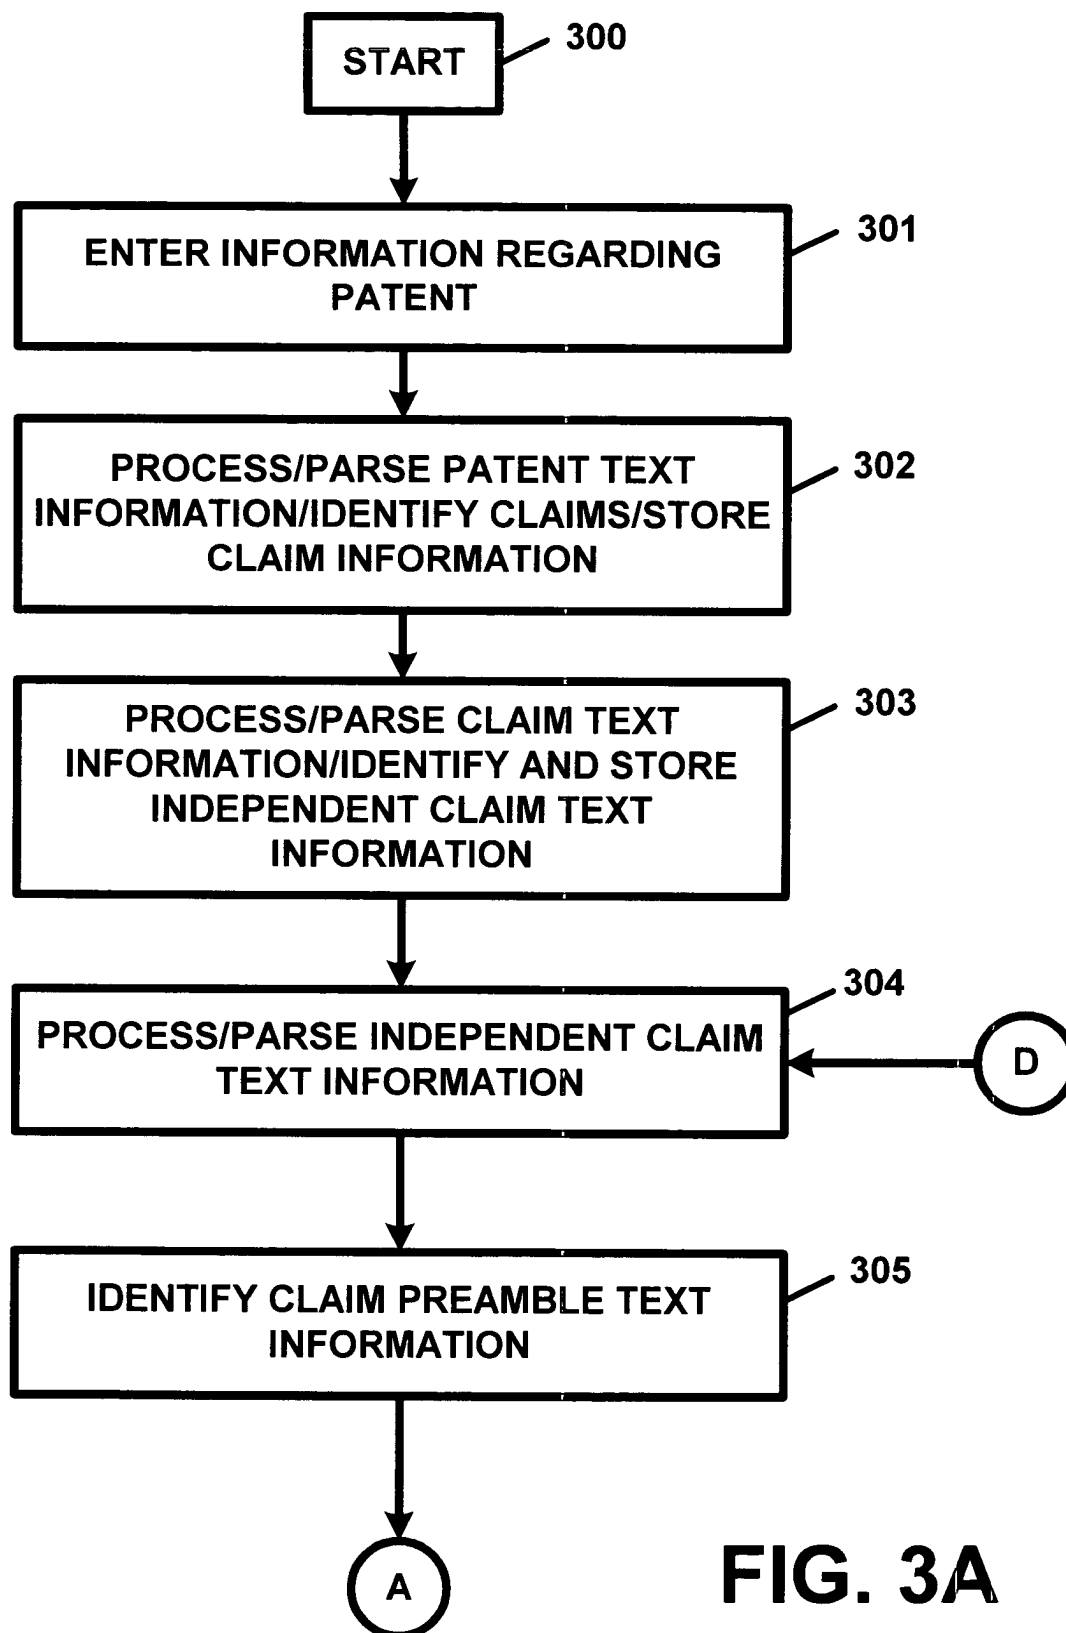 START
300
ENTER INFORMATION REGARDING
PATENT
301
PROCESS/PARSE PATENT TEXT
INFORMATION/IDENTIFY CLAIMS/STORE
CLAIM INFORMATION
302
PROCESS/PARSE CLAIM TEXT
INFORMATION/IDENTIFY AND STORE
INDEPENDENT CLAIM TEXT
INFORMATION
303
PROCESS/PARSE INDEPENDENT CLAIM
TEXT INFORMATION
304
D
IDENTIFY CLAIM PREAMBLE TEXT
INFORMATION
305
A
FIG. 3A